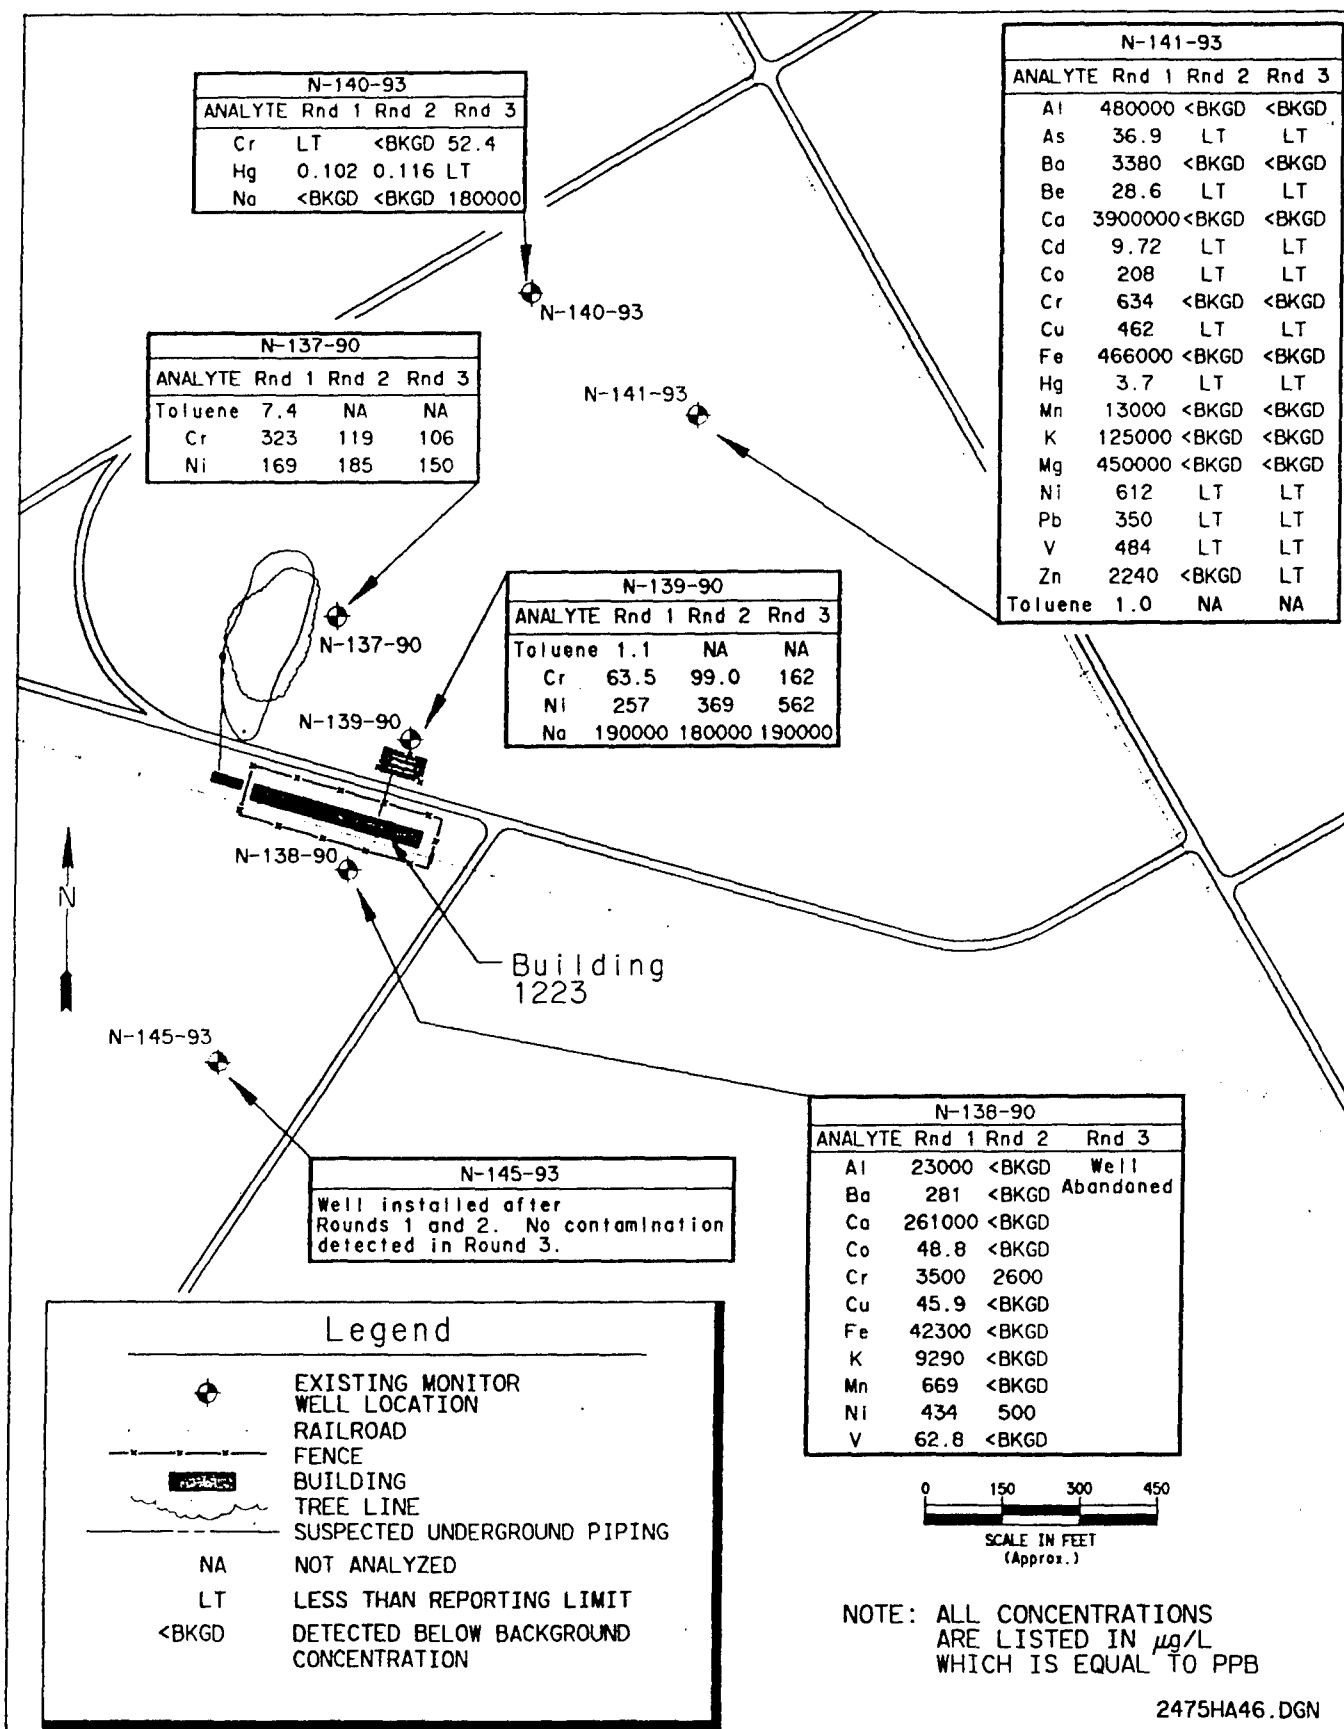 N-140-93
ANALYTE Rnd 1 Rnd 2 Rnd 3
Cr LT <BKGD 52.4
Hg 0.102 0.116 LT
Na <BKGD <BKGD 180000
N-141-93
ANALYTE Rnd 1 Rnd 2 Rnd 3
Al 480000 <BKGD <BKGD
As 36.9 LT LT
Ba 3380 <BKGD <BKGD
Be 28.6 LT LT
Ca 3900000 <BKGD <BKGD
Cd 9.72 LT LT
Co 208 LT LT
Cr 634 <BKGD <BKGD
Cu 462 LT LT
Fe 466000 <BKGD <BKGD
Hg 3.7 LT LT
Mn 13000 <BKGD <BKGD
K 125000 <BKGD <BKGD
Mg 450000 <BKGD <BKGD
Ni 612 LT LT
Pb 350 LT LT
V 484 LT LT
Zn 2240 <BKGD LT
Toluene 1.0 NA NA
N-140-93
N-137-90
ANALYTE Rnd 1 Rnd 2 Rnd 3
Toluene 7.4 NA NA
Cr 323 119 106
Ni 169 185 150
N-141-93
N-137-90
N-139-90
ANALYTE Rnd 1 Rnd 2 Rnd 3
Toluene 1.1 NA NA
Cr 63.5 99.0 162
Ni 257 369 562
Na 190000 180000 190000
N-139-90
N-138-90
N
Building
1223
N-145-93
N-145-93
Well installed after
Rounds 1 and 2. No contamination
detected in Round 3.
N-138-90
ANALYTE Rnd 1 Rnd 2 Rnd 3
Al 23000 <BKGD Well
Ba 281 <BKGD Abandoned
Ca 261000 <BKGD
Co 48.8 <BKGD
Cr 3500 2600
Cu 45.9 <BKGD
Fe 42300 <BKGD
K 9290 <BKGD
Mn 669 <BKGD
Ni 434 500
V 62.8 <BKGD
Legend
EXISTING MONITOR
WELL LOCATION
RAILROAD
FENCE
BUILDING
TREE LINE
SUSPECTED UNDERGROUND PIPING
NA NOT ANALYZED
LT LESS THAN REPORTING LIMIT
<BKGD DETECTED BELOW BACKGROUND
CONCENTRATION
0 150 300 450
SCALE IN FEET
(Approx.)
NOTE: ALL CONCENTRATIONS
ARE LISTED IN µg/L
WHICH IS EQUAL TO PPB
2475HA46.DGN